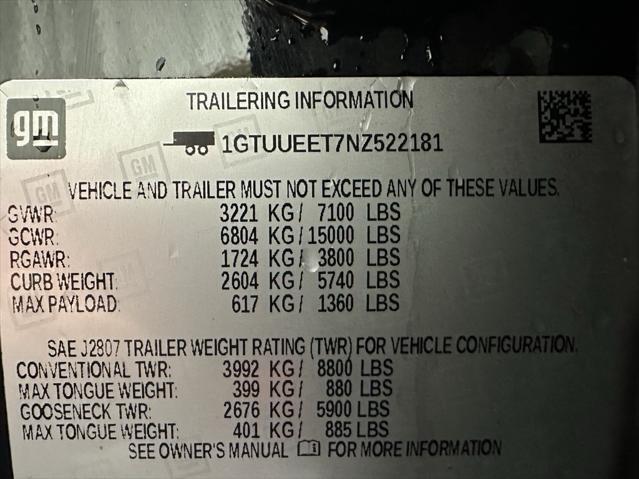 TRAILERING INFORMATION
gm
1GTUUEET7NZ522181
VEHICLE AND TRAILER MUST NOT EXCEED ANY OF THESE VALUES.
GVWR: 3221 KG/ 7100 LBS
GCWR: 6804 KG/ 15000 LBS
RGAWR: 1724 KG/ 3800 LBS
CURB WEIGHT: 2604 KG/ 5740 LBS
MAX PAYLOAD: 617 KG/ 1360 LBS
SAE J2807 TRAILER WEIGHT RATING (TWR) FOR VEHICLE CONFIGURATION.
CONVENTIONAL TWR: 3992 KG/ 8800 LBS
MAX TONGUE WEIGHT: 399 KG/ 880 LBS
GOOSENECK TWR: 2676 KG/ 5900 LBS
MAX TONGUE WEIGHT: 401 KG/ 885 LBS
SEE OWNER'S MANUAL FOR MORE INFORMATION